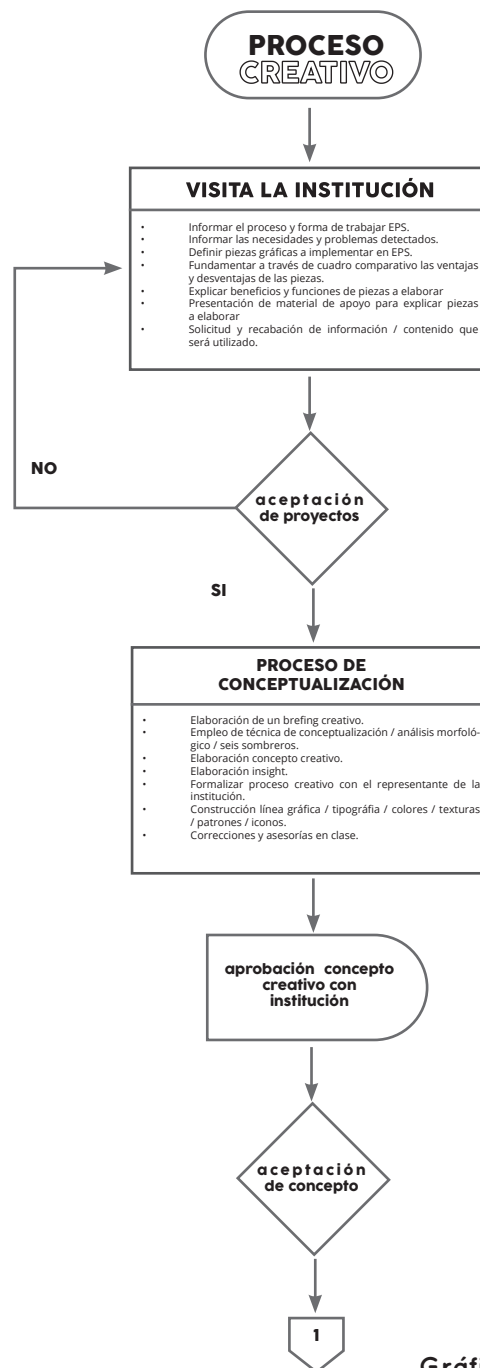 PROCESO
CREATIVO
VISITA LA INSTITUCIÓN
• Informar el proceso y forma de trabajar EPS.
• Informar las necesidades y problemas detectados.
• Definir piezas gráficas a implementar en EPS.
• Fundamentar a través de cuadro comparativo las ventajas
y desventajas de las piezas.
• Explicar beneficios y funciones de piezas a elaborar
• Presentación de material de apoyo para explicar piezas
a elaborar
• Solicitud y recabación de información / contenido que
será utilizado.
NO
aceptación
de proyectos
SI
PROCESO DE
CONCEPTUALIZACIÓN
• Elaboración de un brefing creativo.
• Empleo de técnica de conceptualización / análisis morfoló-
gico / seis sombreros.
• Elaboración concepto creativo.
• Elaboración insight.
• Formalizar proceso creativo con el representante de la
institución.
• Construcción línea gráfica / tipográfia / colores / texturas
/ patrones / iconos.
• Correcciones y asesorías en clase.
aprobación concepto
creativo con
institución
aceptación
de concepto
1